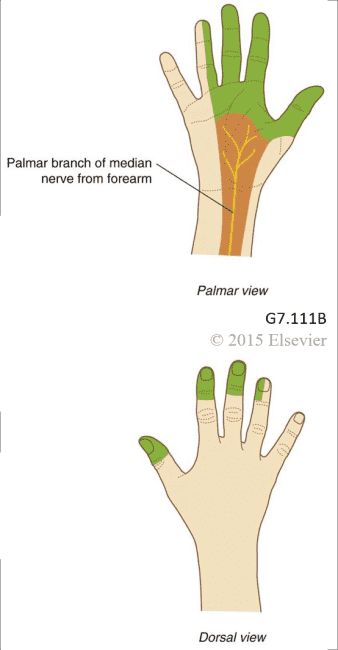 Palmar branch of median
nerve from forearm
Palmar view
G7.111B
© 2015 Elsevier
Dorsal view